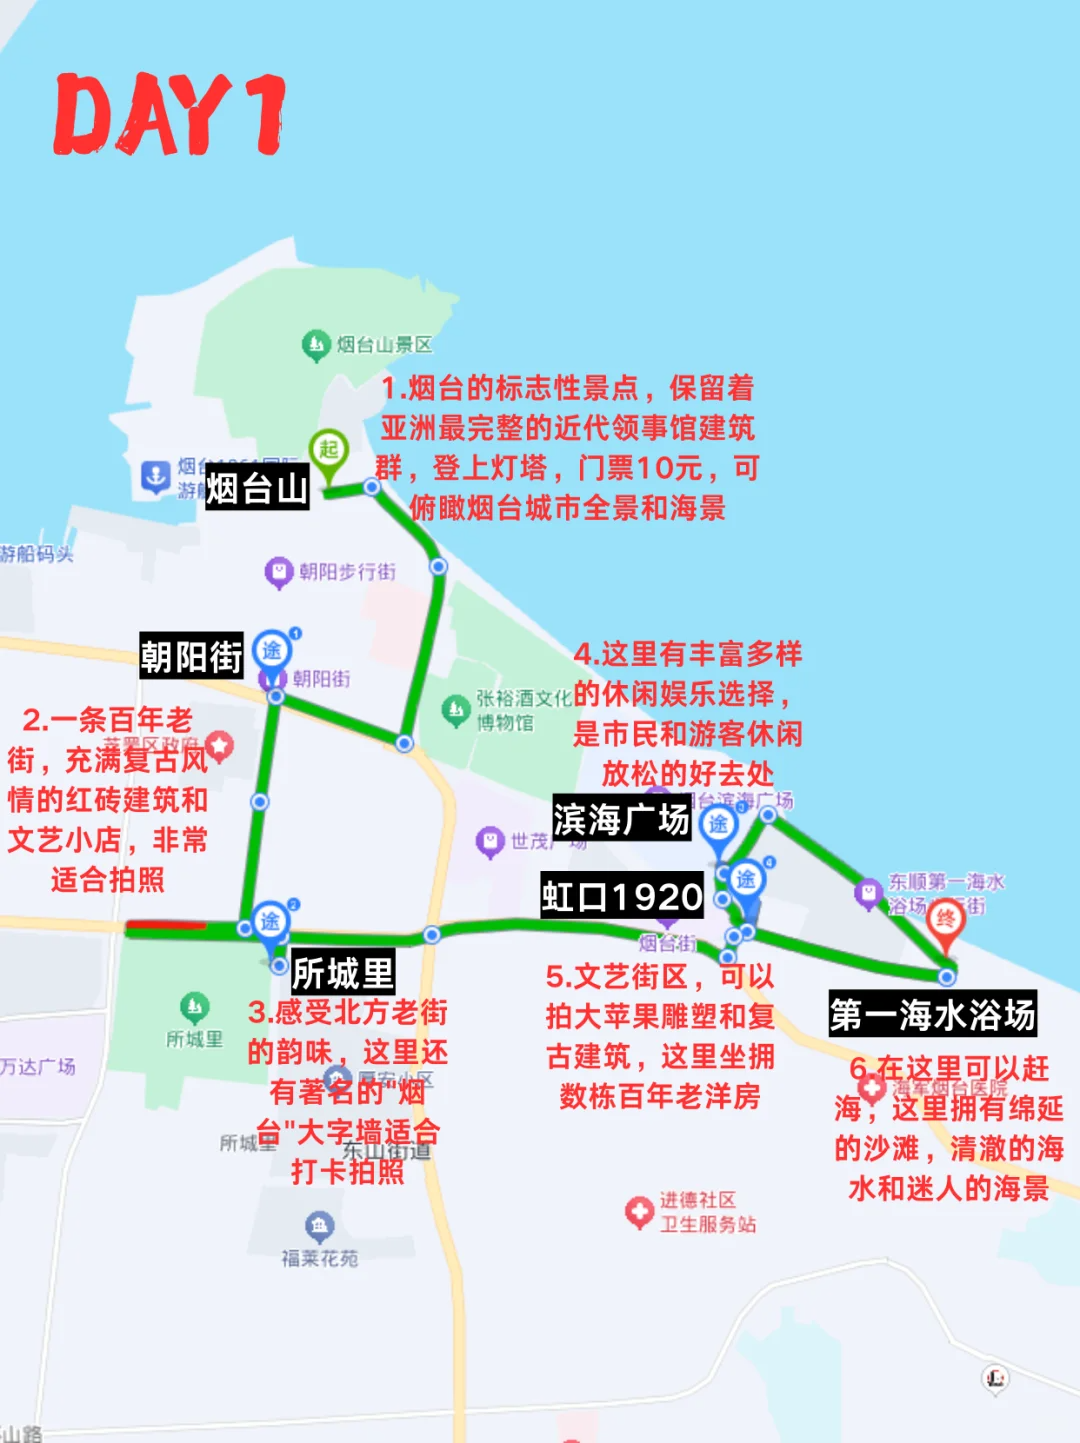 DAY1
烟台山景区
1.烟台的标志性景点，保留着
亚洲最完整的近代领事馆建筑
群，登上灯塔，门票10元，可
俯瞰烟台城市全景和海景
起
烟台山
游船码头
朝阳步行街
朝阳街
途
1
朝阳街
2.一条百年老
街，充满复古风
情的红砖建筑和
文艺小店，非常
适合拍照
张裕酒文化
博物馆
4.这里有丰富多样
的休闲娱乐选择，
是市民和游客休闲
放松的好去处
烟台滨海广场
滨海广场
途
3
世茂广场
虹口1920
途
4
东顺第一海水
终
途
2
烟台街
所城里
第一海水浴场
3.感受北方老街
的韵味，这里还
有著名的"烟
台"大字墙适合
打卡拍照
5.文艺街区，可以
拍大苹果雕塑和复
古建筑，这里坐拥
数栋百年老洋房
6.在这里可以赶
海，这里拥有绵延
的沙滩，清澈的海
水和迷人的海景
所城里
万达广场
海军烟台医院
所城里
东山街道
进德社区
卫生服务站
福莱花苑
山路